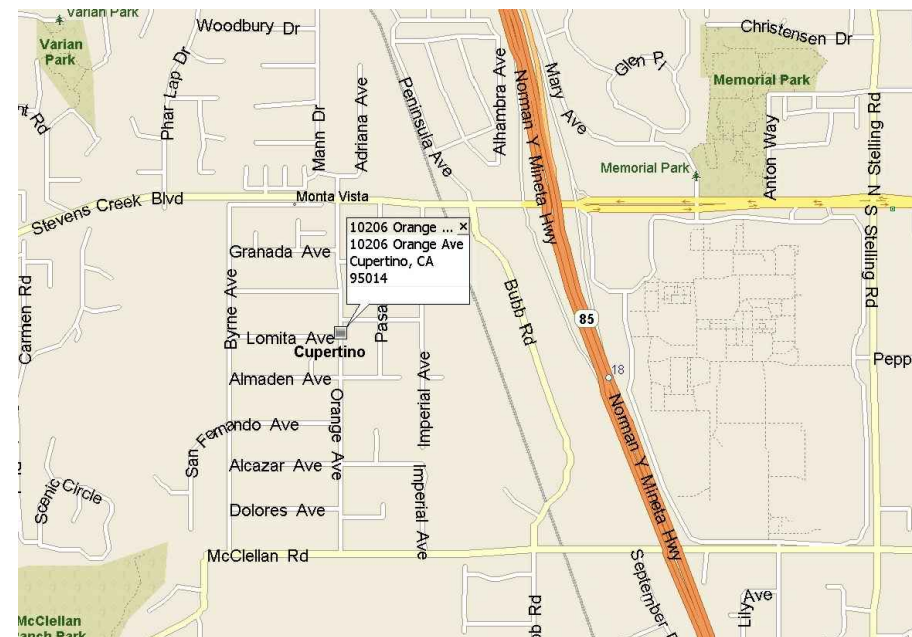 Varian Park
Woodbury Dr
Christensen Dr
Varian
Park
Glen Pl
Memorial Park
Phar Lap Dr
Mann Dr
Adriana Ave
Peninsula Ave
Alhambra Ave
Norman Y Mineta Hwy
Mary Ave
Anton Way
N Stelling Rd
Rd
Memorial Park
Monta Vista
Stevens Creek Blvd
10206 Orange ... ×
10206 Orange Ave
Cupertino, CA
95014
Granada Ave
S Stelling Rd
Carmen Rd
Byrne Ave
Bubb Rd
85
Lomita Ave
Pasa
Cupertino
Pepp
18
Almaden Ave
Imperial Ave
Orange Ave
San Fernando Ave
Norman Y Mineta Hwy
Alcazar Ave
Imperial Ave
Scenic Circle
Dolores Ave
McClellan Rd
September
Lily Ave
bb Rd
McClellan
anch Park